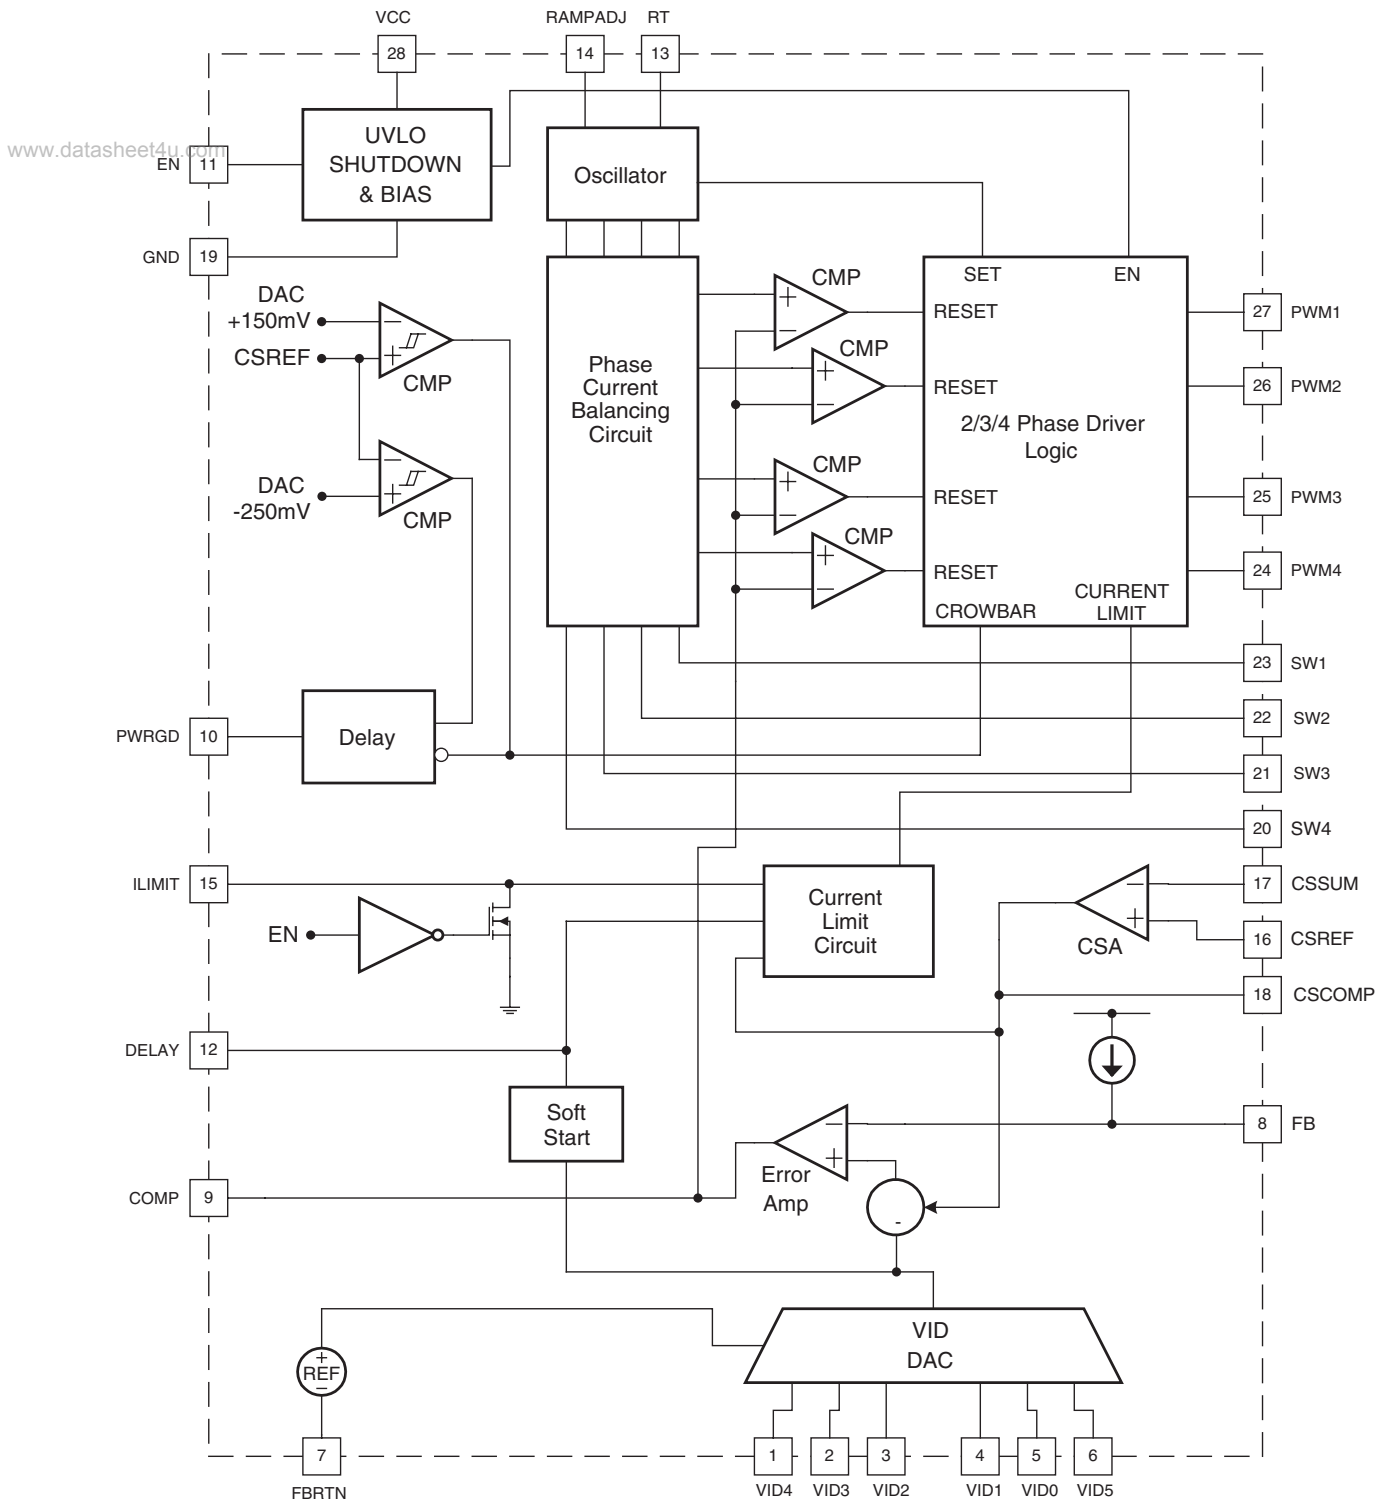 VCC
RAMPADJ
RT
28
14
13
www.datasheet4u.com
EN
11
UVLO
SHUTDOWN
& BIAS
Oscillator
GND
19
SET
EN
DAC
+150mV
CSREF
−
+
CMP
DAC
-250mV
−
+
CMP
Phase
Current
Balancing
Circuit
CMP
+
−
CMP
+
−
CMP
+
−
CMP
+
−
RESET
RESET
2/3/4 Phase Driver
Logic
RESET
RESET
CROWBAR
CURRENT
LIMIT
27
PWM1
26
PWM2
25
PWM3
24
PWM4
23
SW1
22
SW2
21
SW3
20
SW4
PWRGD
10
Delay
ILIMIT
15
EN
Current
Limit
Circuit
−
+
CSA
17
CSSUM
16
CSREF
18
CSCOMP
DELAY
12
Soft
Start
−
+
Error
Amp
8
FB
COMP
9
-
VID
DAC
+
REF
−
7
FBRTN
1
2
3
4
5
6
VID4
VID3
VID2
VID1
VID0
VID5